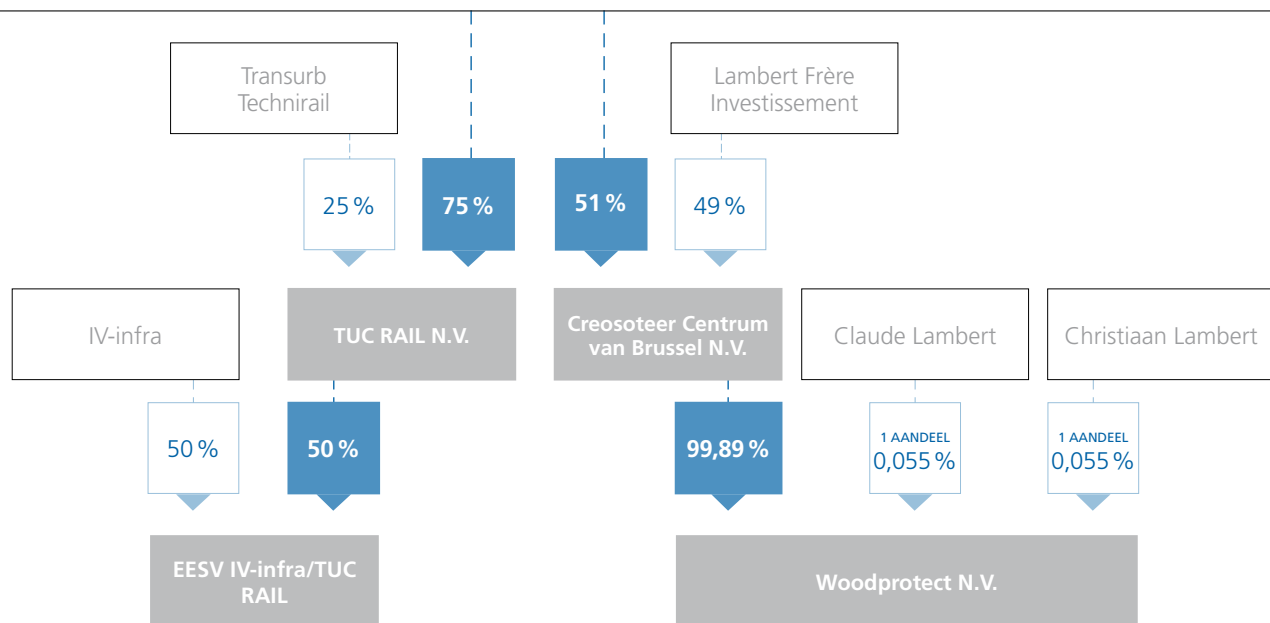 Transurb
Technirail
Lambert Frère
Investissement
25 %
75 %
51 %
49 %
IV-infra
TUC RAIL N.V.
Creosoteer Centrum
van Brussel N.V.
Claude Lambert
Christiaan Lambert
50 %
50 %
99,89 %
1 AANDEEL
0,055 %
1 AANDEEL
0,055 %
EESV IV-infra/TUC
RAIL
Woodprotect N.V.